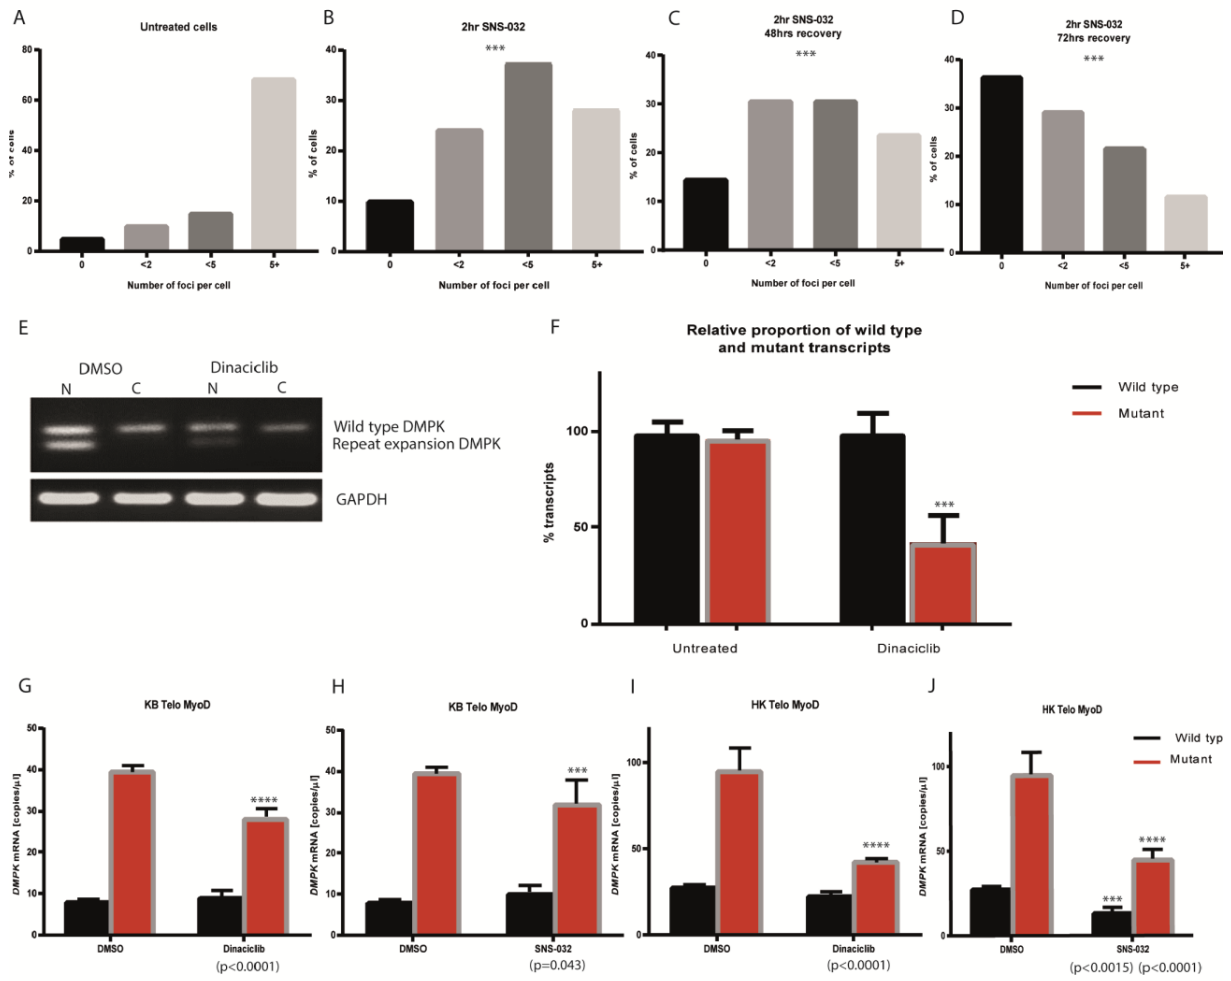 A
Untreated cells
80
60
40
20
0
% of cells
0 <2 <5 5+
Number of foci per cell
B
2hr SNS-032
***
40
30
20
10
0
% of cells
0 <2 <5 5+
Number of foci per cell
C
2hr SNS-032
48hrs recovery
***
40
30
20
10
0
% of cells
0 <2 <5 5+
Number of foci per cell
D
2hr SNS-032
72hrs recovery
***
40
30
20
10
0
% of cells
0 <2 <5 5+
Number of foci per cell
E
DMSO Dinaciclib
N C N C
Wild type DMPK
Repeat expansion DMPK
GAPDH
F
Relative proportion of wild type
and mutant transcripts
Wild type
Mutant
100
50
0
% transcripts
***
Untreated Dinaciclib
G
KB Telo MyoD
50
40
30
20
10
0
DMPK mRNA [copies/µl]
****
DMSO Dinaciclib
(p<0.0001)
H
KB Telo MyoD
50
40
30
20
10
0
DMPK mRNA [copies/µl]
***
DMSO SNS-032
(p=0.043)
I
HK Telo MyoD
100
50
0
DMPK mRNA [copies/µl]
****
DMSO Dinaciclib
(p<0.0001)
J
HK Telo MyoD
Wild typ
Mutant
100
50
0
DMPK mRNA [copies/µl]
***
****
DMSO SNS-032
(p<0.0015) (p<0.0001)